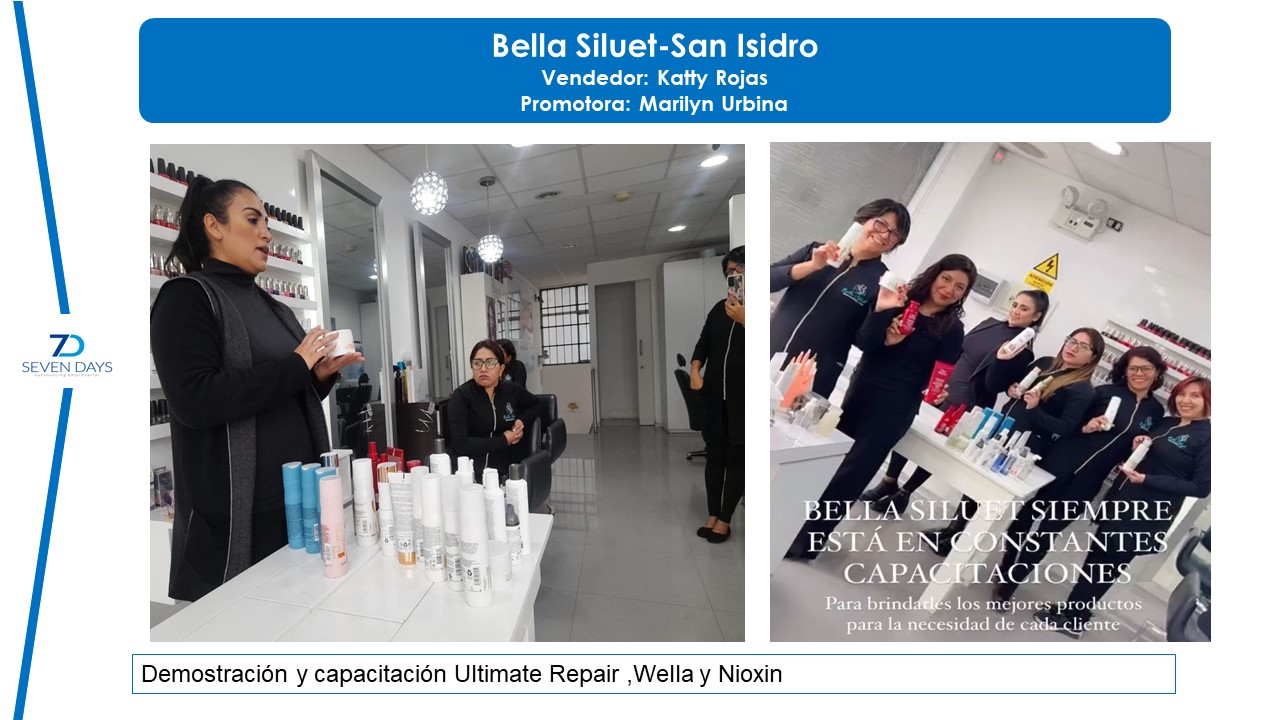 Bella Siluet-San Isidro
Vendedor: Katty Rojas
Promotora: Marilyn Urbina
7D
SEVEN DAYS
ATENCIÓN
BELLA SILUET SIEMPRE
ESTÁ EN CONSTANTES
CAPACITACIONES
Para brindarles los mejores productos
para la necesidad de cada cliente
Demostración y capacitación Ultimate Repair ,Wella y Nioxin